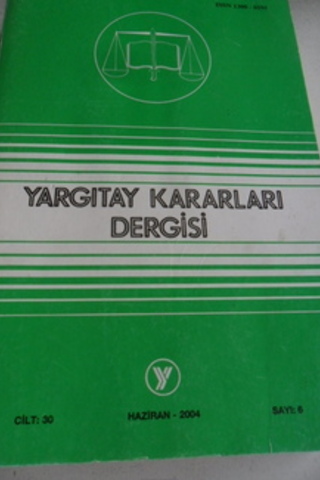 YARGITAY KARARLARI
DERGİSİ
Y
CİLT: 30
HAZİRAN - 2004
SAYI: 6